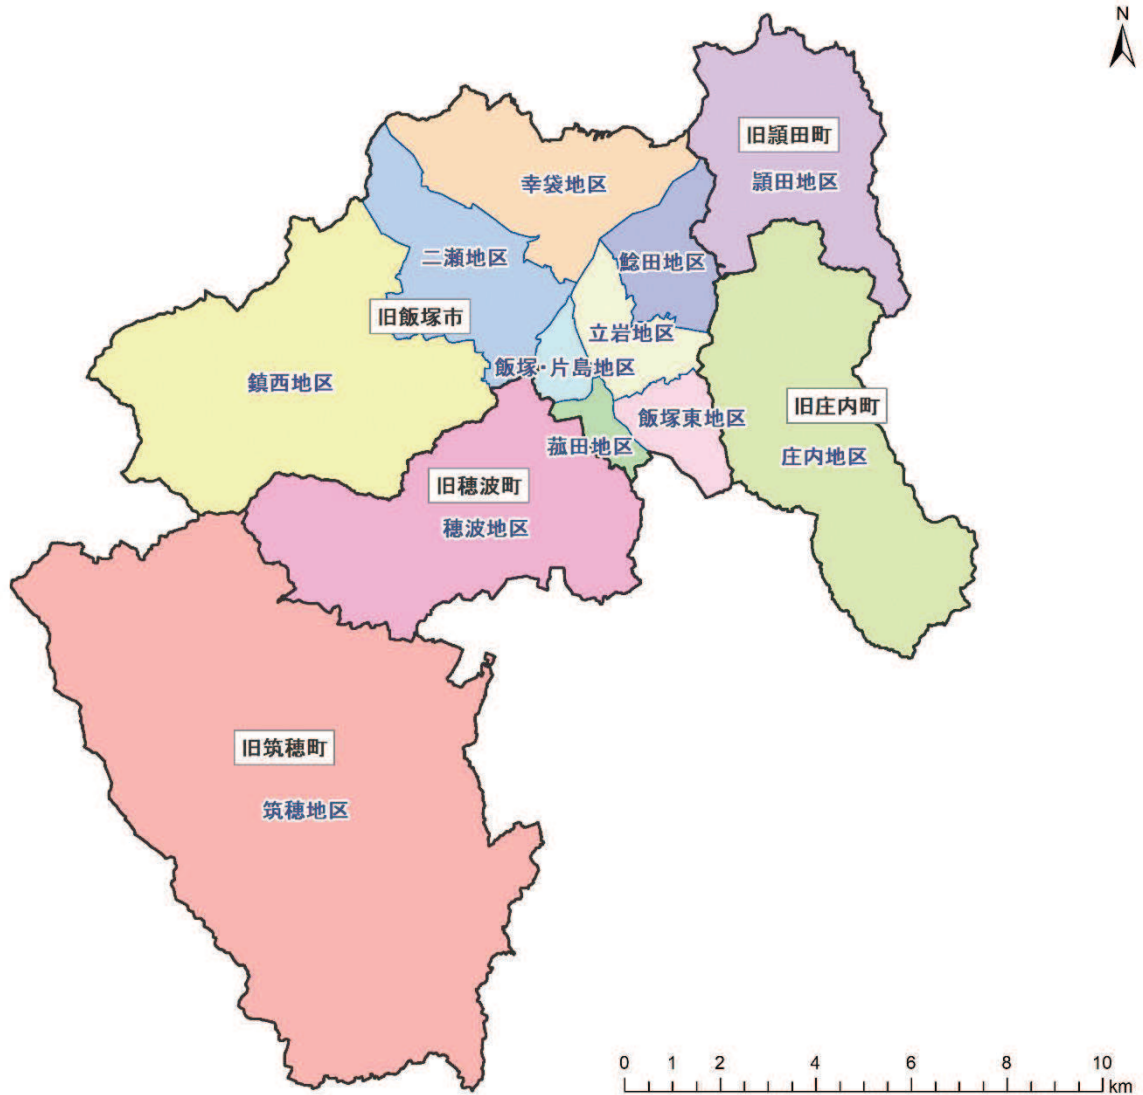 N
旧頴田町
頴田地区
幸袋地区
二瀬地区
鯰田地区
旧飯塚市
立岩地区
飯塚・片島地区
鎮西地区
旧庄内町
飯塚東地区
菰田地区
庄内地区
旧穂波町
穂波地区
旧筑穂町
筑穂地区
0 1 2 4 6 8 10
km